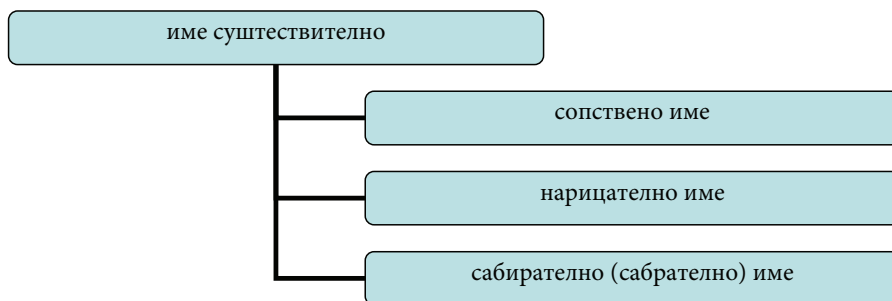 име суштествително
сопствено име
нарицателно име
сабирателно (сабрателно) име